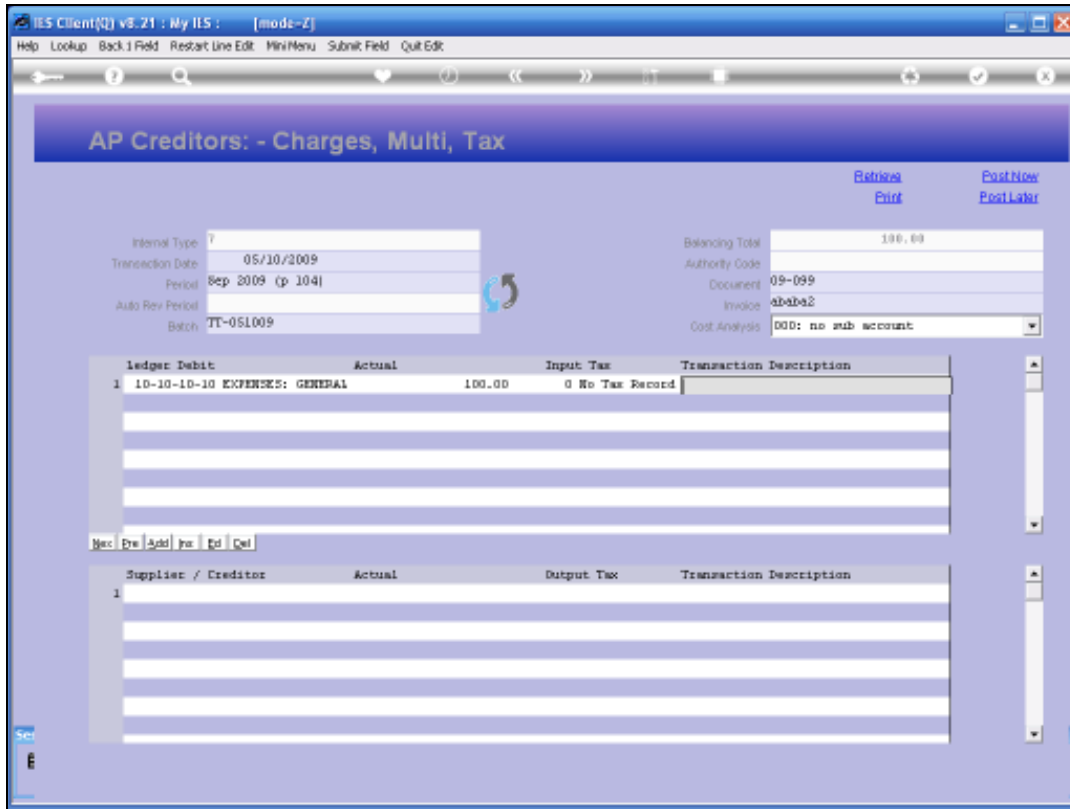 IES Client(Q) v8.21 : My IES : [mode-Z]
Help Lookup Back 1 Field Restart Line Edit MiniMenu Submit Field Quit Edit
AP Creditors: - Charges, Multi, Tax
Retrieve Post Now
Print Post Later
Internal Type 7
Transaction Date 05/10/2009
Period Sep 2009 (p 104)
Auto Rev Period
Batch TT-051009
Balancing Total 100.00
Authority Code
Document 09-099
Invoice ababa2
Cost Analysis 000: no sub account
Ledger Debit Actual Input Tax Transaction Description
1 10-10-10-10 EXPENSES: GENERAL 100.00 0 No Tax Record
Nxt Pre Add Ins Ed Del
Supplier / Creditor Actual Output Tax Transaction Description
1